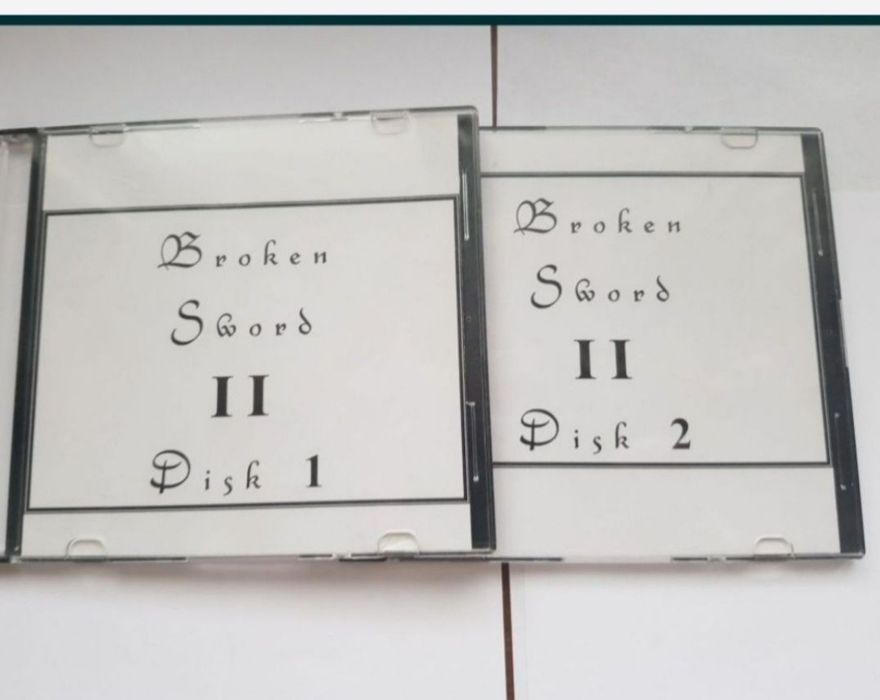 Broken
Sword
II
Disk 1
Broken
Sword
II
Disk 2